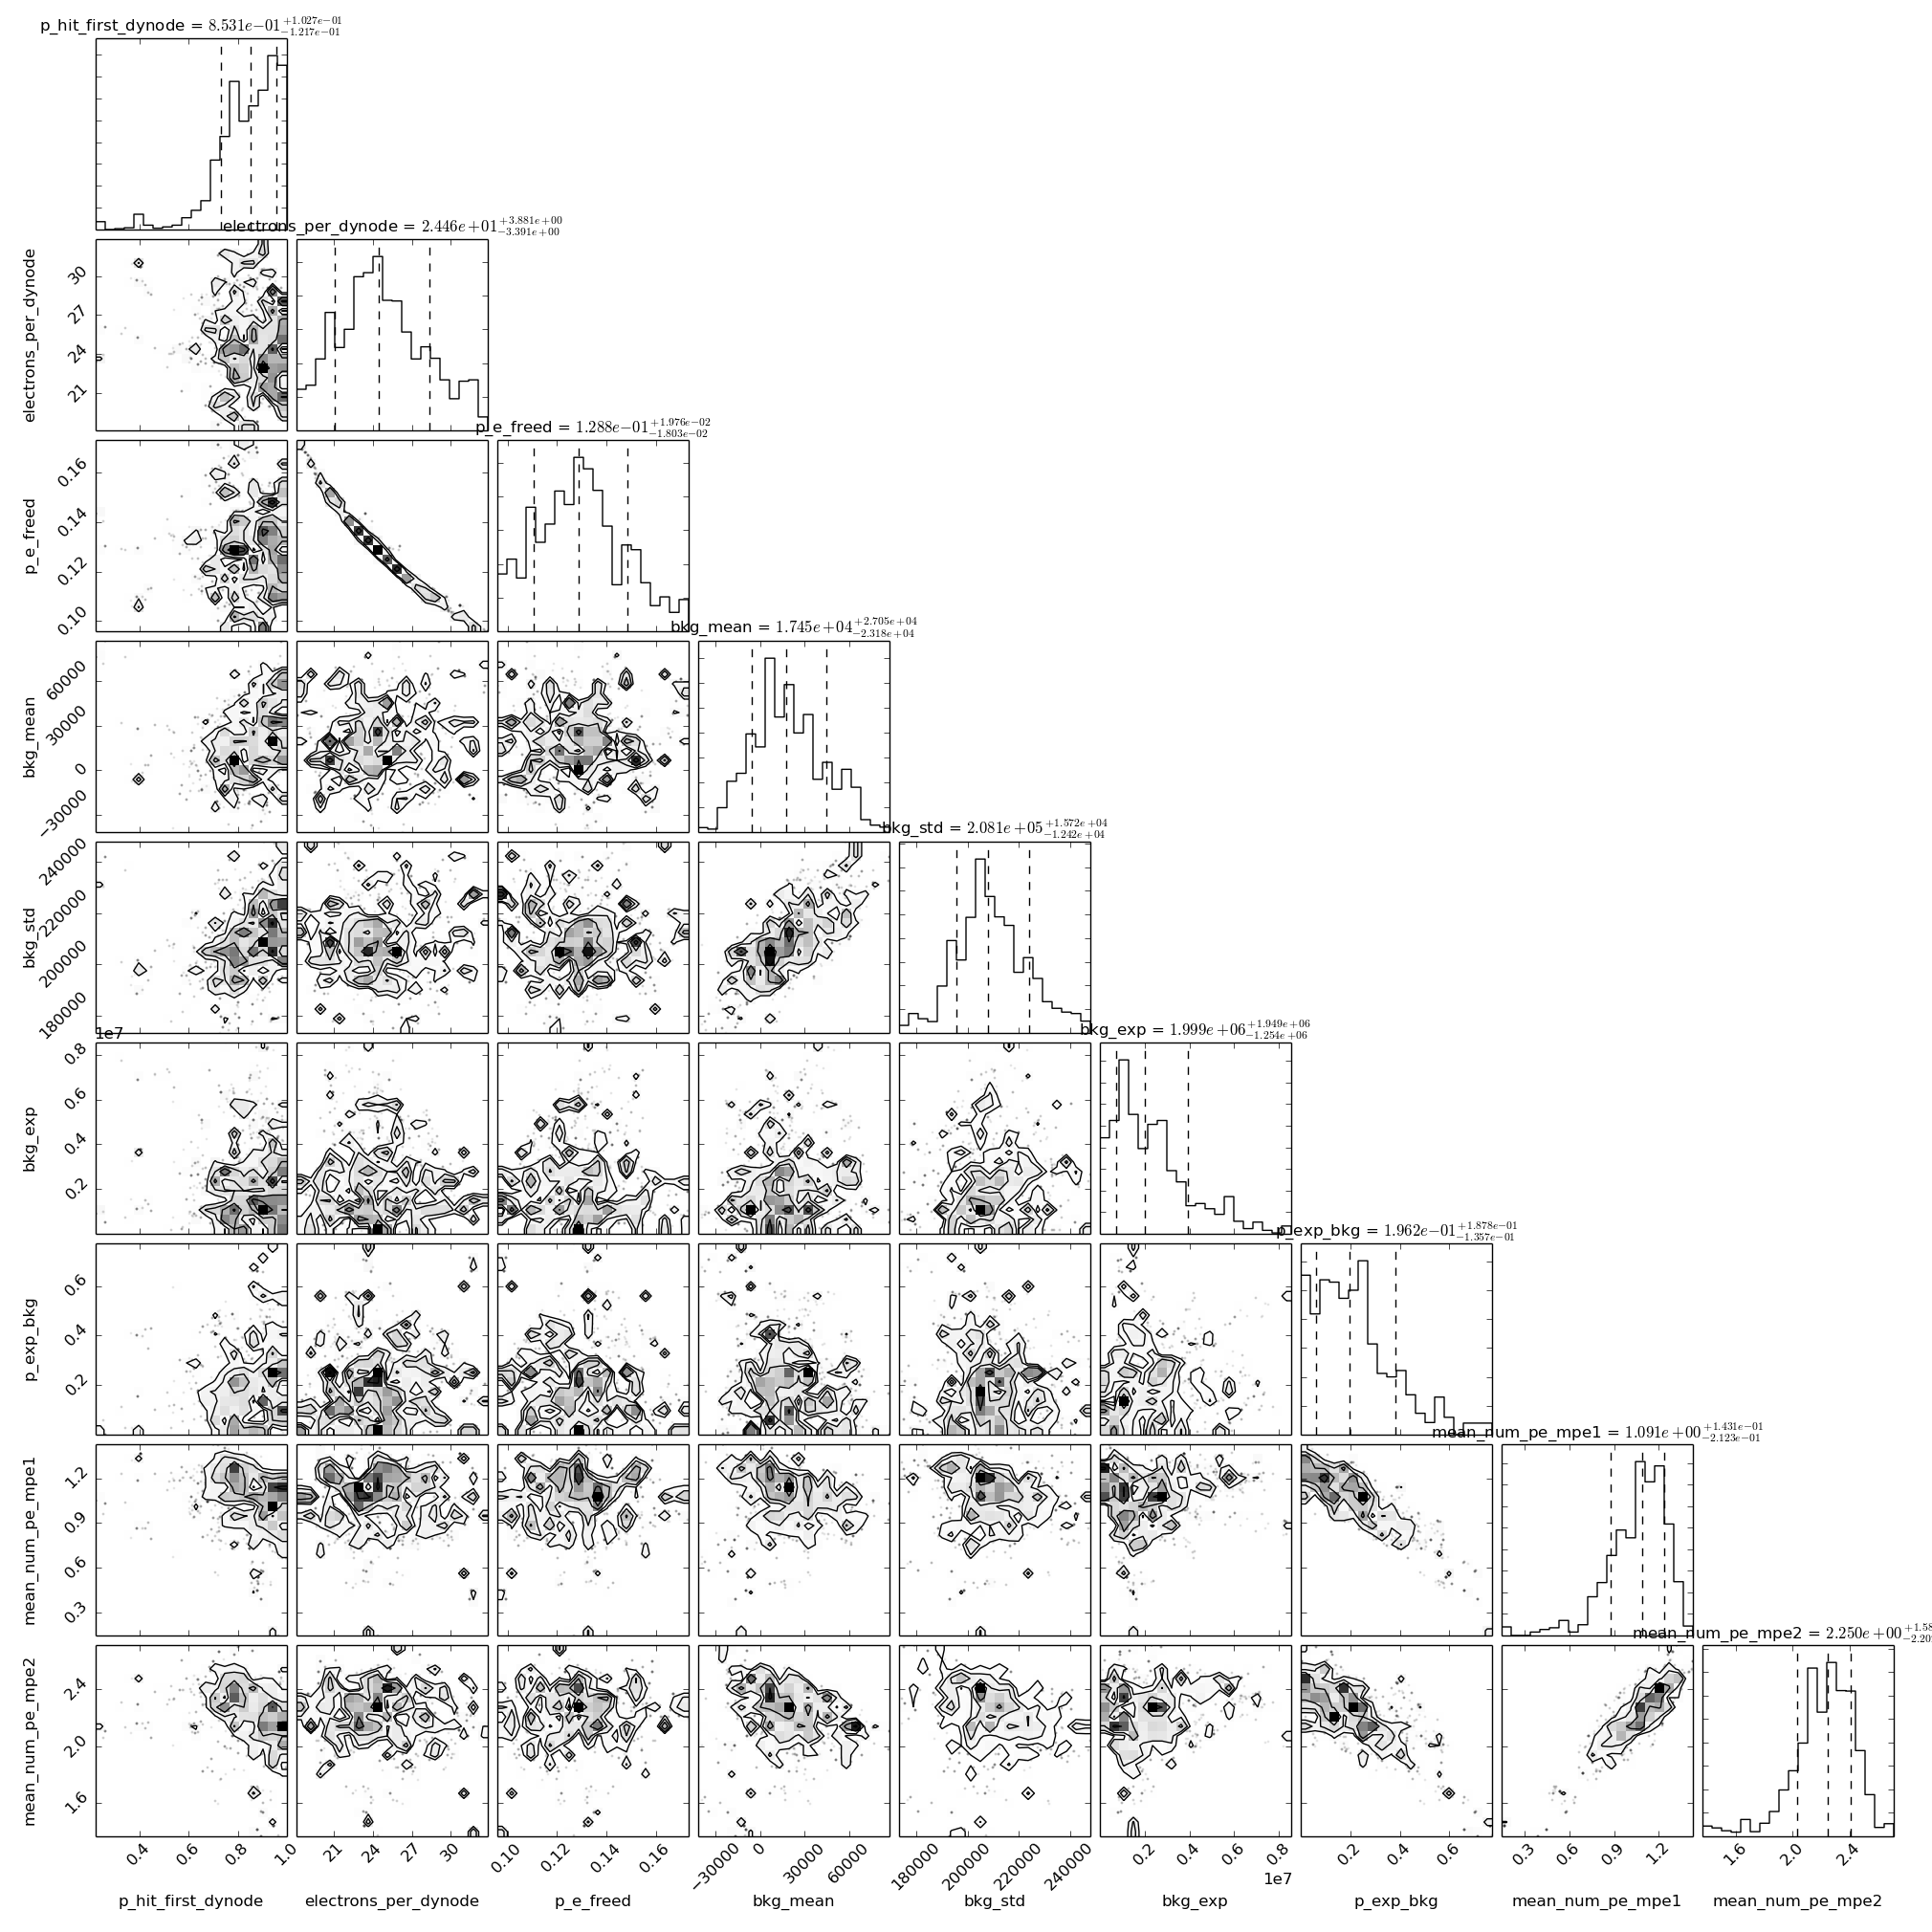 p_hit_first_dynode = 8.531e−01 +1.027e−01 −1.217e−01
electrons_per_dynode = 2.446e+01 +3.881e+00 −3.391e+00
electrons_per_dynode
30
27
24
21
p_e_freed = 1.288e−01 +1.976e−02 −1.803e−02
p_e_freed
0.16
0.14
0.12
0.10
bkg_mean = 1.745e+04 +2.705e+04 −2.318e+04
bkg_mean
60000
30000
0
−30000
bkg_std = 2.081e+05 +1.572e+04 −1.242e+04
bkg_std
240000
220000
200000
180000
1e7
bkg_exp = 1.999e+06 +1.949e+06 −1.254e+06
bkg_exp
0.8
0.6
0.4
0.2
p_exp_bkg = 1.962e−01 +1.878e−01 −1.357e−01
p_exp_bkg
0.6
0.4
0.2
mean_num_pe_mpe1 = 1.091e+00 +1.431e−01 −2.123e−01
mean_num_pe_mpe1
1.2
0.9
0.6
0.3
mean_num_pe_mpe2 = 2.250e+00
mean_num_pe_mpe2
2.4
2.0
1.6
0.4 0.8 1.0 21 24 27 30 0.10 0.12 0.14 0.16 −30000 0 30000 60000 180000 200000 220000 240000 0.2 0.4 0.6 0.8 0.2 0.4 0.6 0.3 0.6 0.9 1.2 1.6 2.0 2.4
1e7
p_hit_first_dynode electrons_per_dynode p_e_freed bkg_mean bkg_std bkg_exp p_exp_bkg mean_num_pe_mpe1 mean_num_pe_mpe2